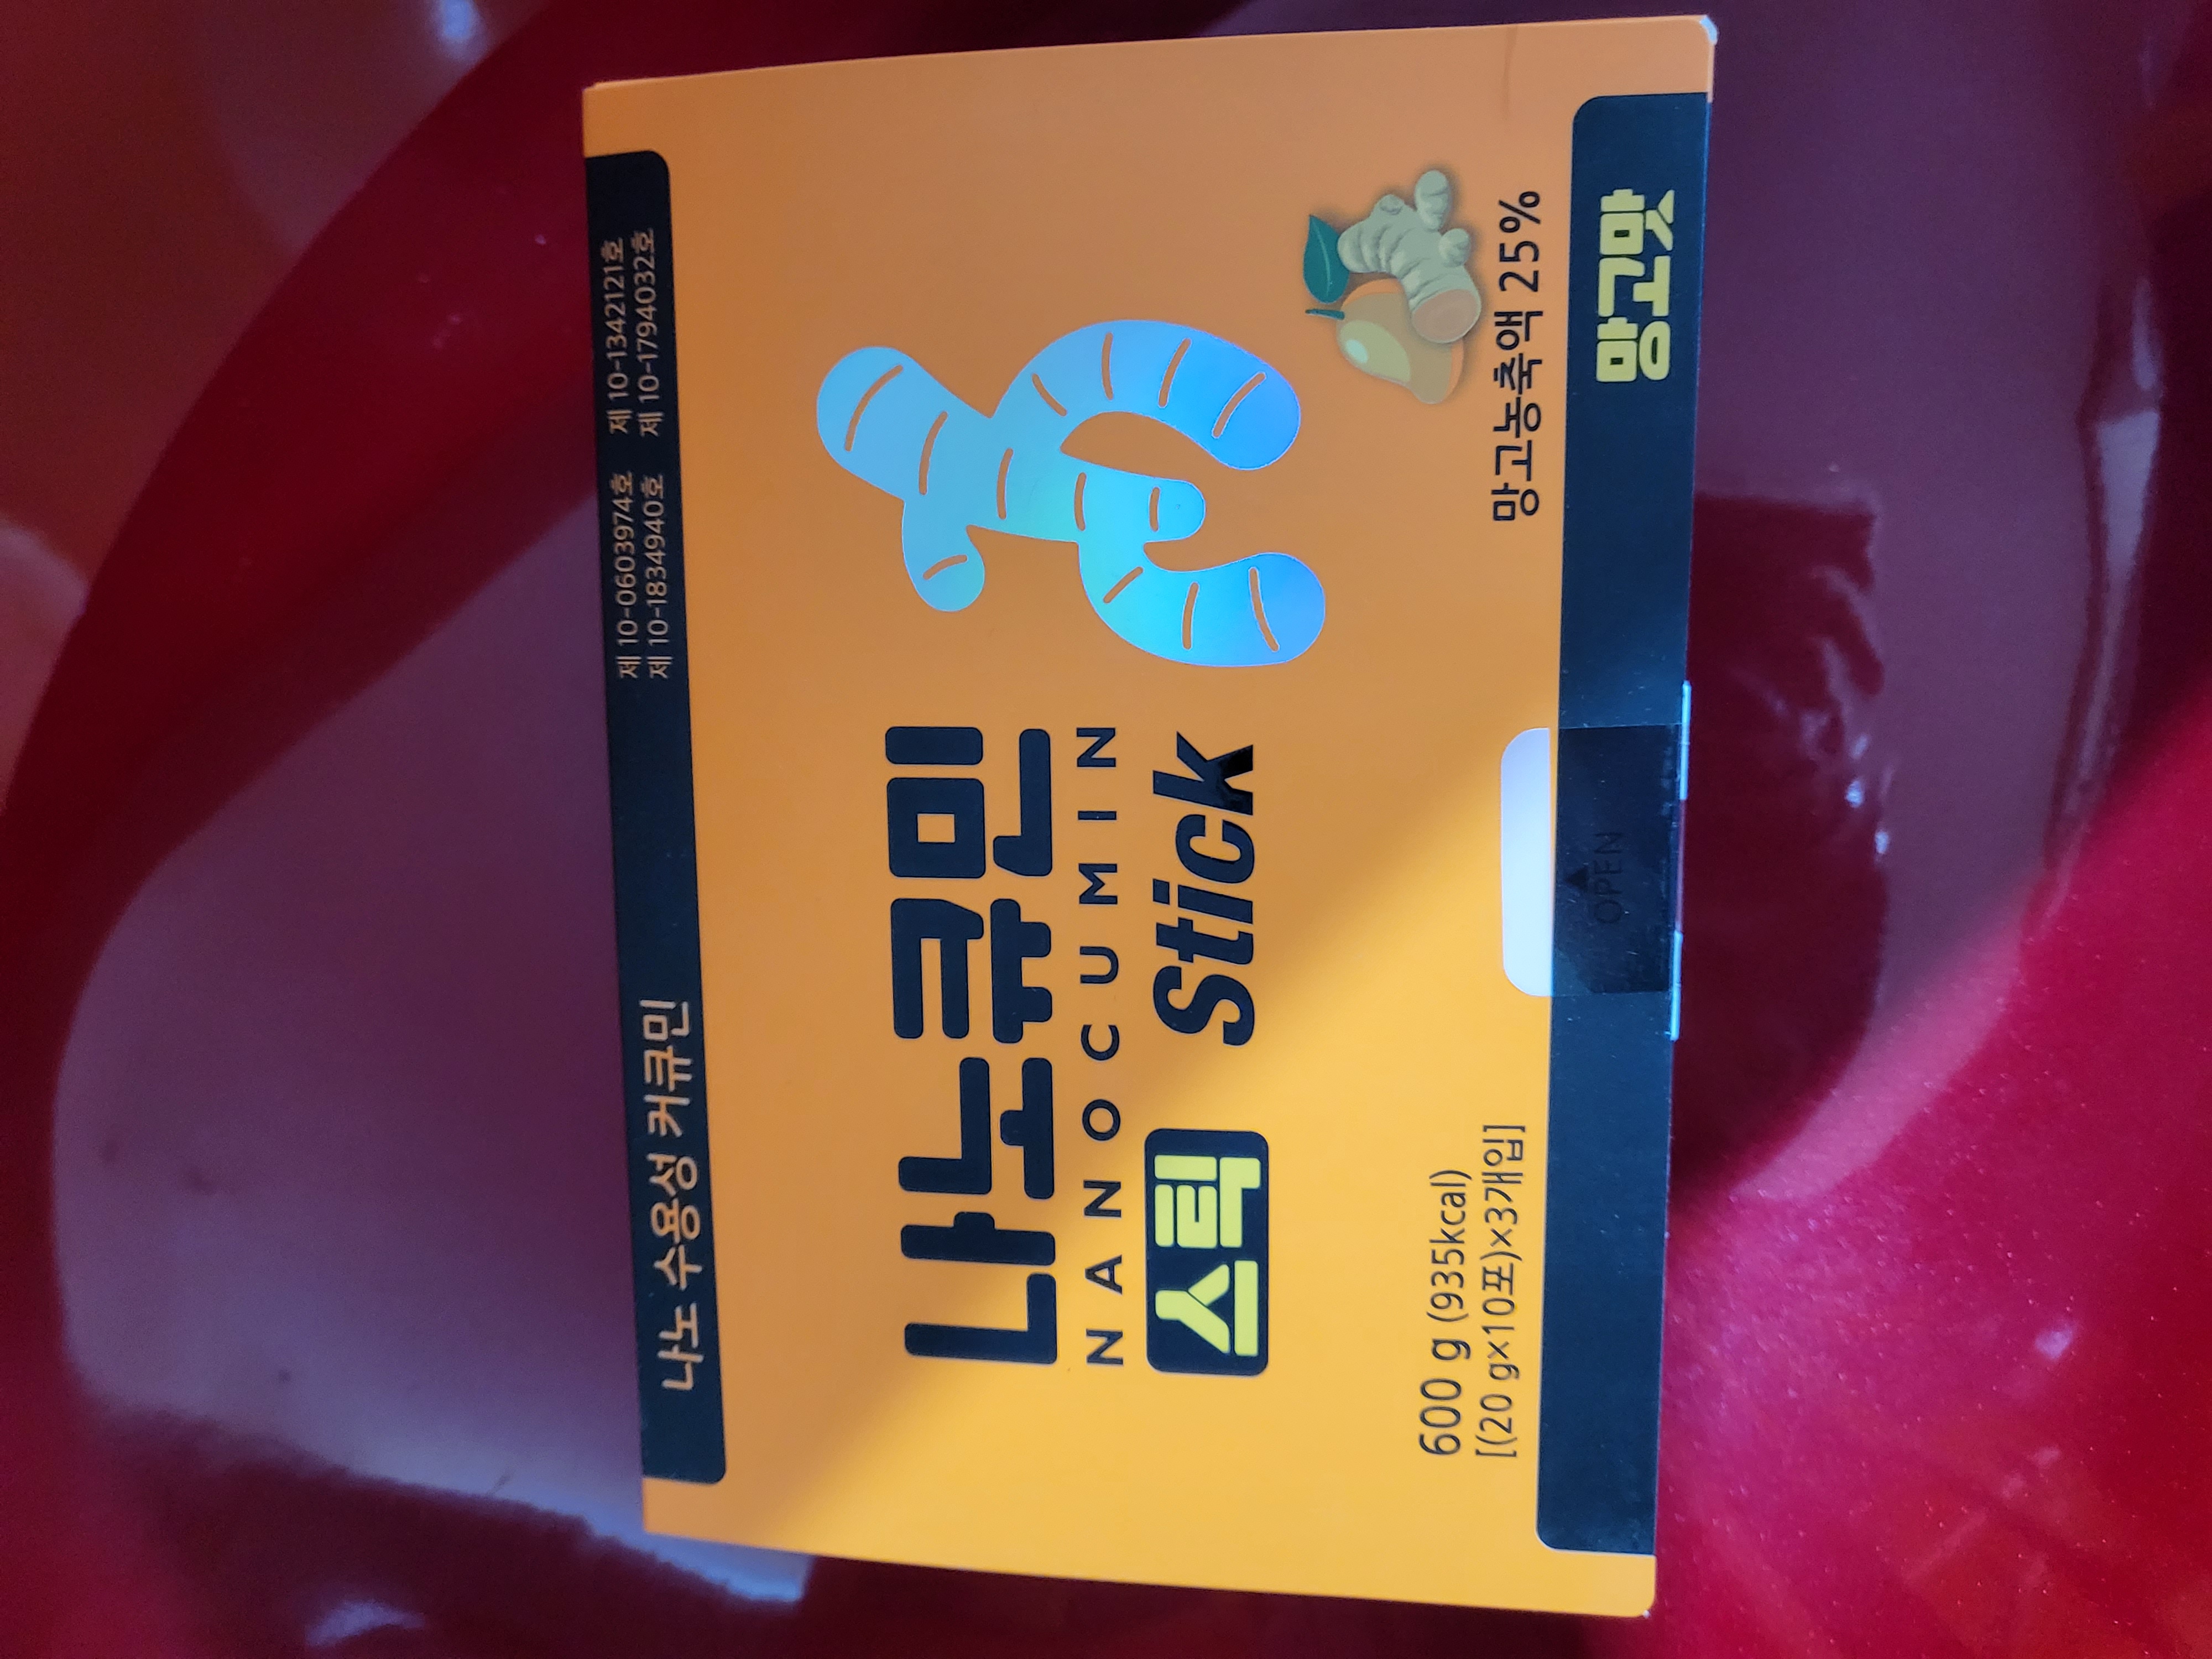 나노 수용성 커큐민
제 10-0603974호 제 10-1342121호
제 10-1834940호 제 10-1794032호
나노큐민
NANOCUMIN
쏙 Stick
600 g (935kcal)
[(20 g×10포)×3개입]
망고농축액 25%
OPEN
망고맛